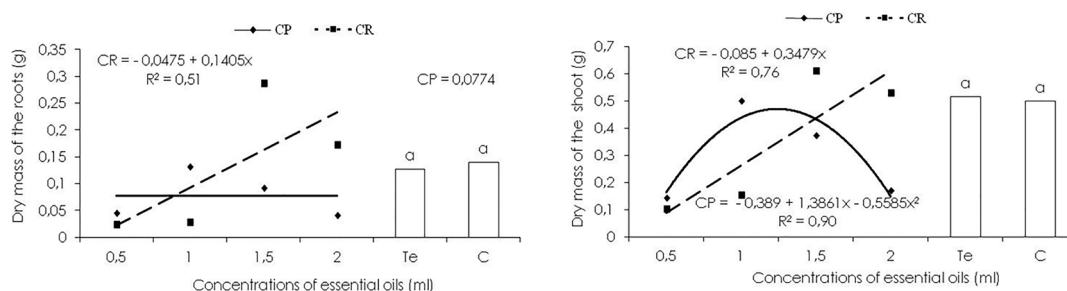 CP CR
Dry mass of the roots (g)
0,35
0,3
0,25
0,2
0,15
0,1
0,05
0
CR = - 0,0475 + 0,1405x
R² = 0,51
CP = 0,0774
a
a
0,5 1 1,5 2 Te C
Concentrations of essential oils (ml)
CP CR
Dry mass of the shoot (g)
0,7
0,6
0,5
0,4
0,3
0,2
0,1
0
CR = - 0,085 + 0,3479x
R² = 0,76
a
a
CP = - 0,389 + 1,3861x - 0,5585x²
R² = 0,90
0,5 1 1,5 2 Te C
Concentrations of essential oils (ml)